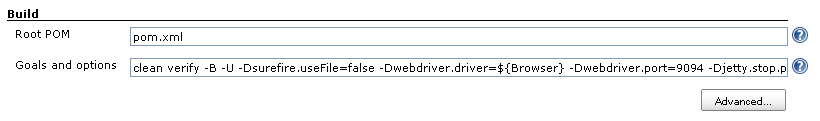 Build
Root POM
pom.xml
Goals and options
clean verify -B -U -Dsurefire.useFile=false -Dwebdriver.driver=${Browser} -Dwebdriver.port=9094 -Djetty.stop.p
Advanced...